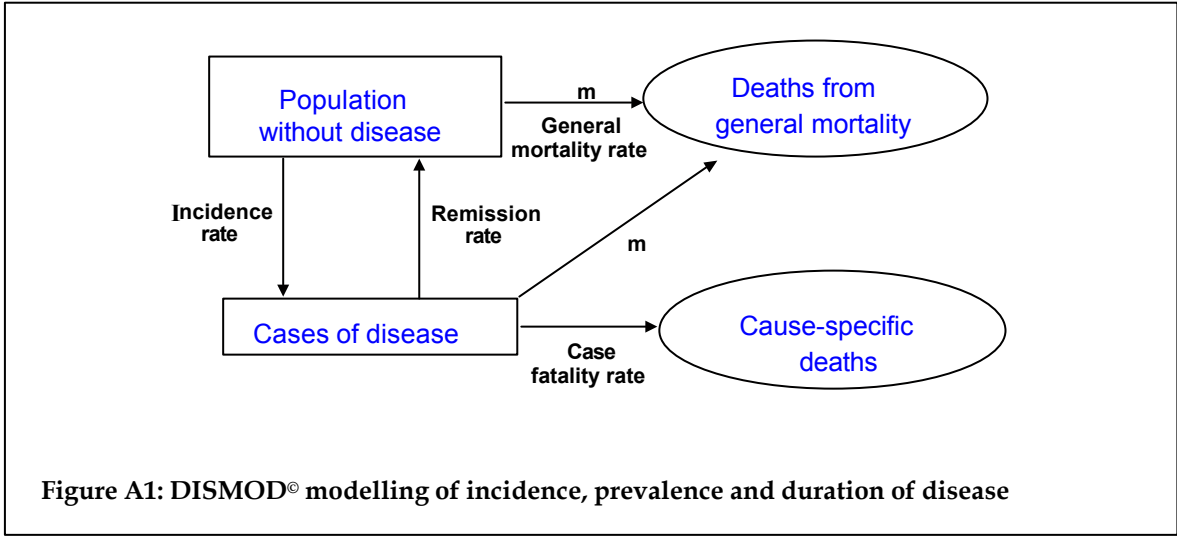 Population
without disease
m
General
mortality rate
Deaths from
general mortality
Incidence
rate
Remission
rate
m
Cases of disease
Case
fatality rate
Cause-specific
deaths
Figure A1: DISMOD© modelling of incidence, prevalence and duration of disease